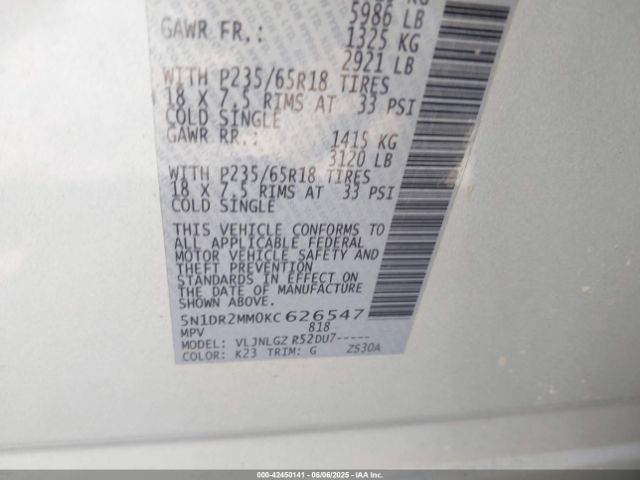 5986 LB
GAWR FR.: 1325 KG
2921 LB
WITH P235/65R18 TIRES
18 X 7.5 RIMS AT 33 PSI
COLD SINGLE
GAWR RR.: 1415 KG
3120 LB
WITH P235/65R18 TIRES
18 X 7.5 RIMS AT 33 PSI
COLD SINGLE
THIS VEHICLE CONFORMS TO
ALL APPLICABLE FEDERAL
MOTOR VEHICLE SAFETY AND
THEFT PREVENTION
STANDARDS IN EFFECT ON
THE DATE OF MANUFACTURE
SHOWN ABOVE
5N1DR2MM0KC626547
MPV 818
MODEL: VLJNLGZ R52DU7-----
COLOR: K23 TRIM: G ZS30A
000-42450141 - 06/06/2025 - IAAI.COM